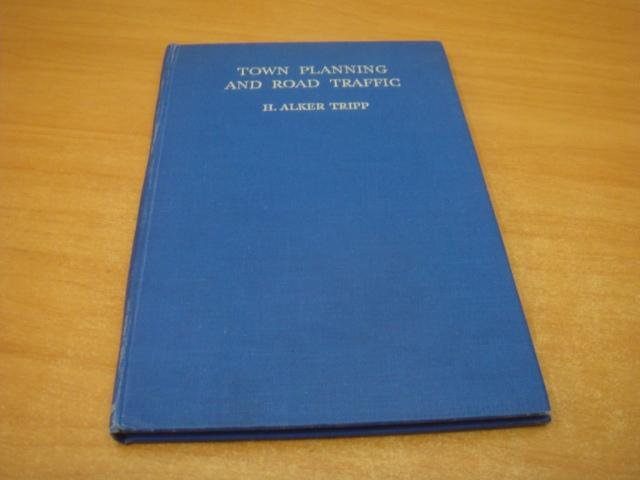 TOWN PLANNING
AND ROAD TRAFFIC
H. ALKER TRIPP